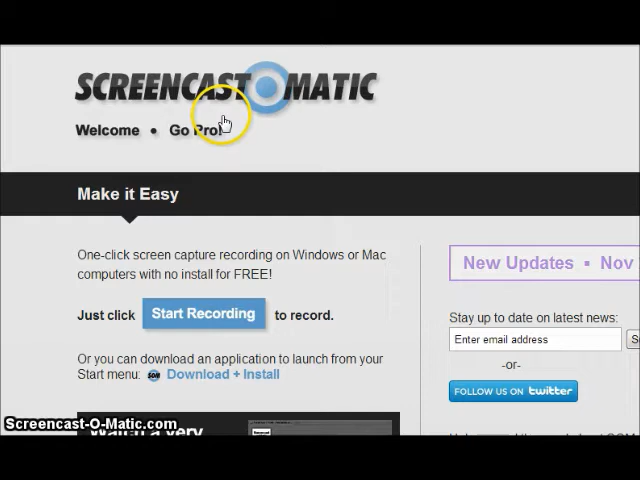 SCREENCAST-O-MATIC
Welcome • Go Pro!
Make it Easy
One-click screen capture recording on Windows or Mac
computers with no install for FREE!
Just click Start Recording to record.
Or you can download an application to launch from your
Start menu: SOM Download + Install
New Updates ▪ Nov
Stay up to date on latest news:
Enter email address
-or-
FOLLOW US ON twitter
Screencast-O-Matic.com
Watch a very